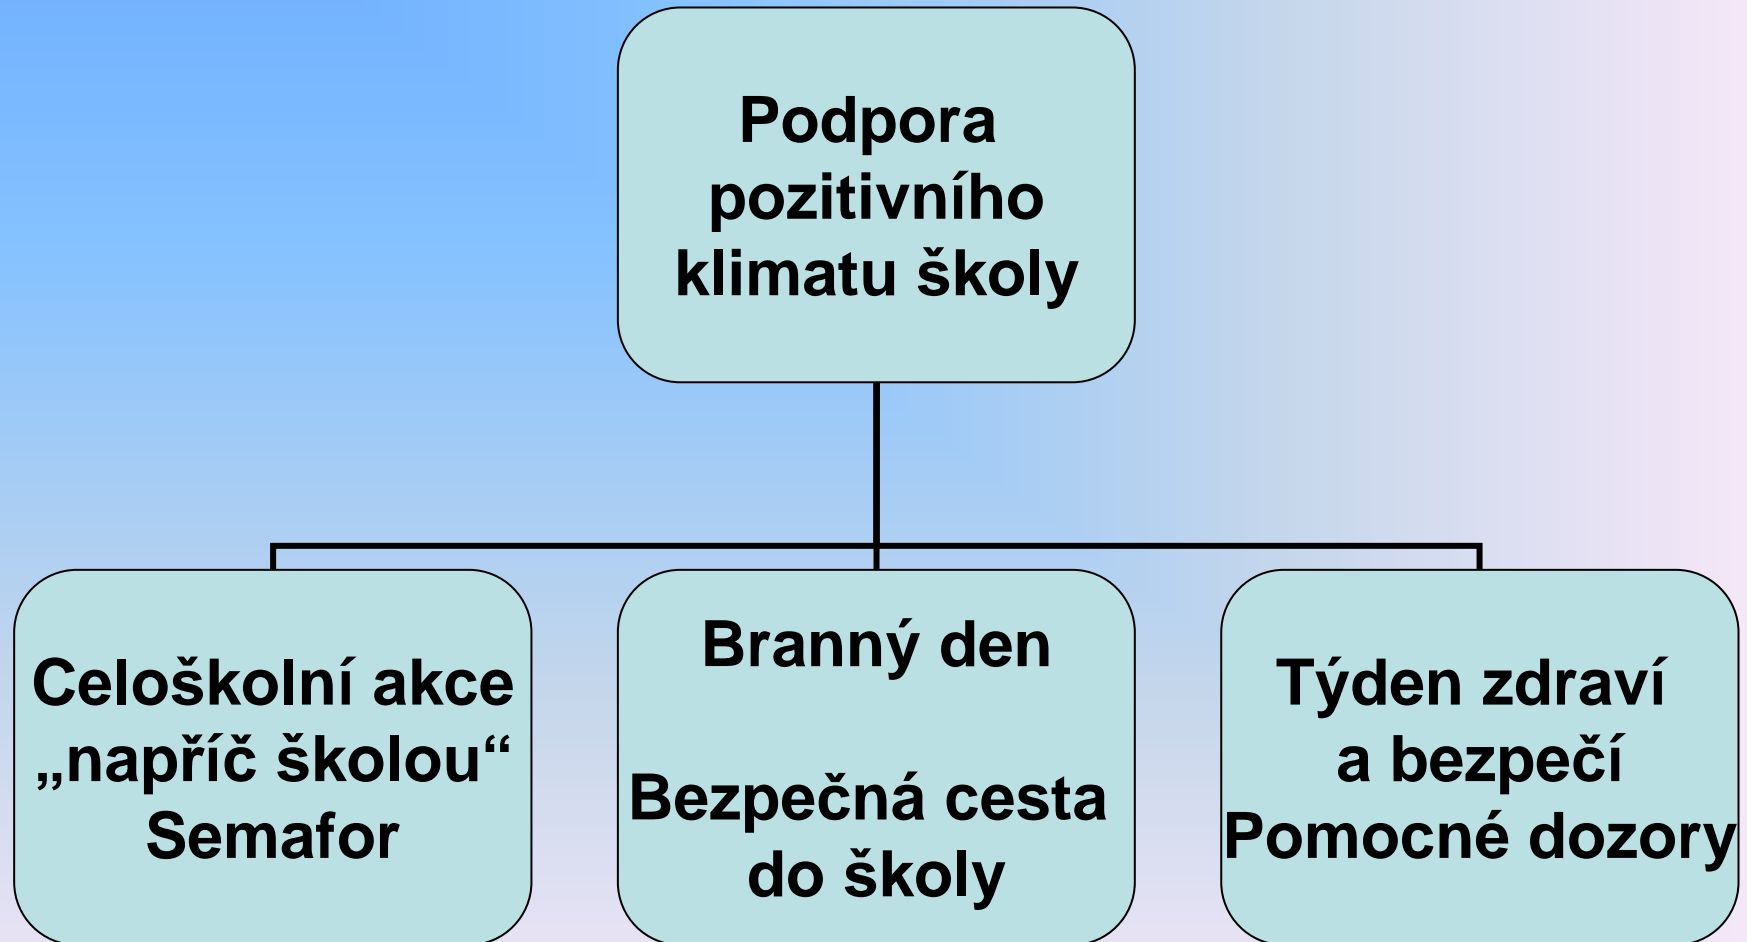 Podpora
pozitivního
klimatu školy
Celoškolní akce
„napříč školou“
Semafor
Branný den
Bezpečná cesta
do školy
Týden zdraví
a bezpečí
Pomocné dozory